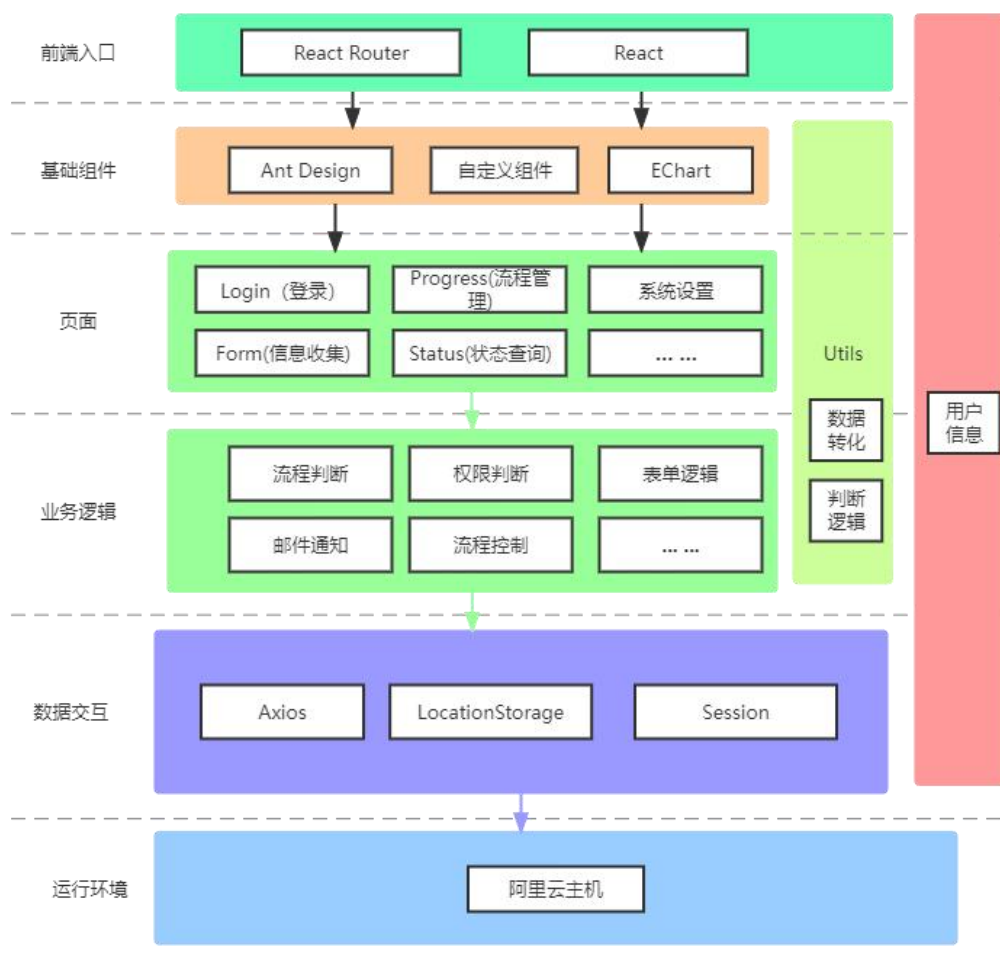 前端入口
React Router
React
基础组件
Ant Design
自定义组件
EChart
页面
Login（登录）
Progress(流程管
理)
系统设置
Form(信息收集)
Status(状态查询)
... ...
Utils
数据
转化
判断
逻辑
用户
信息
业务逻辑
流程判断
权限判断
表单逻辑
邮件通知
流程控制
... ...
数据交互
Axios
LocationStorage
Session
运行环境
阿里云主机